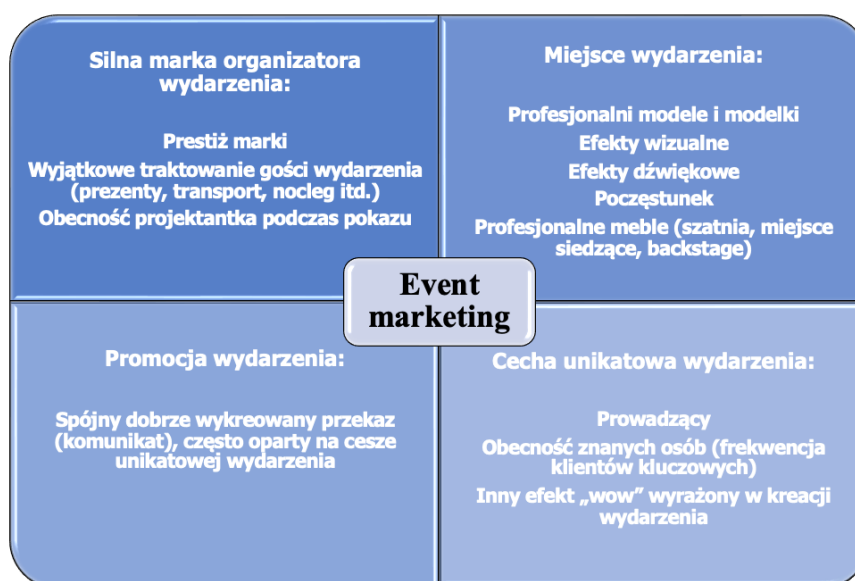 Silna marka organizatora
wydarzenia:
Prestiż marki
Wyjątkowe traktowanie gości wydarzenia
(prezenty, transport, nocleg itd.)
Obecność projektantka podczas pokazu
Miejsce wydarzenia:
Profesjonalni modele i modelki
Efekty wizualne
Efekty dźwiękowe
Poczęstunek
Profesjonalne meble (szatnia, miejsce
siedzące, backstage)
Event
marketing
Promocja wydarzenia:
Spójny dobrze wykreowany przekaz
(komunikat), często oparty na cesze
unikatowej wydarzenia
Cecha unikatowa wydarzenia:
Prowadzący
Obecność znanych osób (frekwencja
klientów kluczowych)
Inny efekt „wow” wyrażony w kreacji
wydarzenia